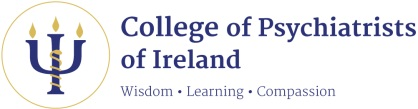 College of Psychiatrists
of Ireland
Wisdom • Learning • Compassion